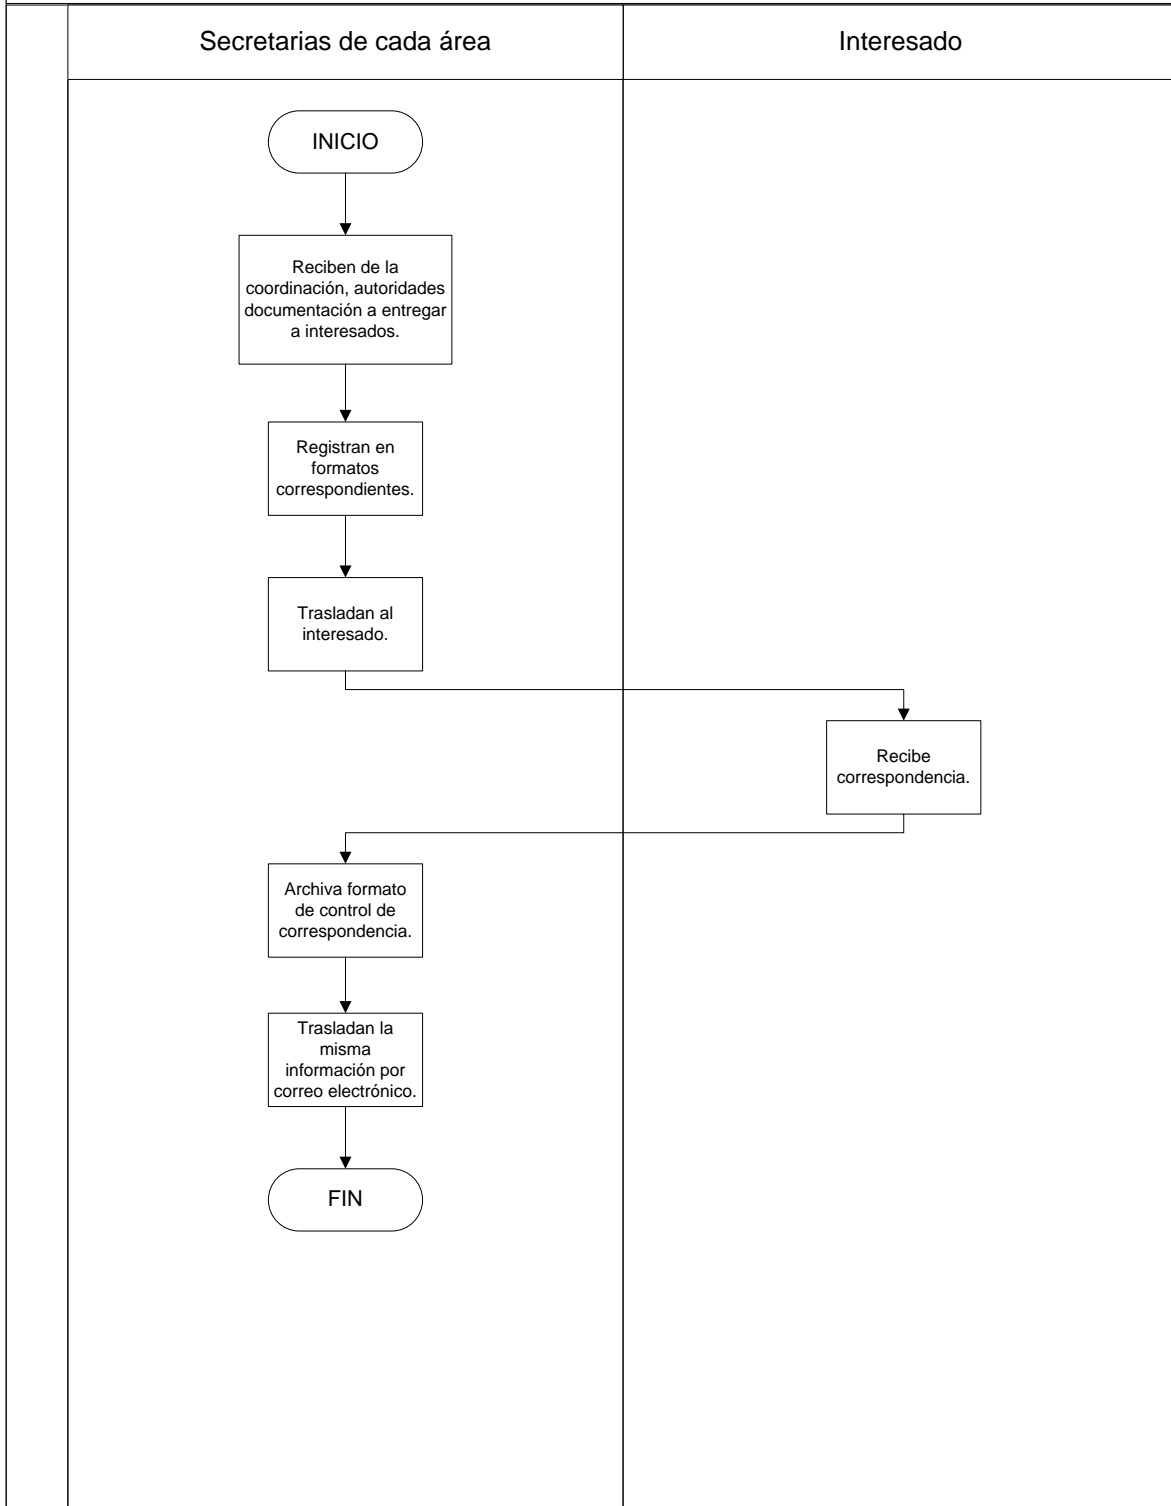 Secretarias de cada área
Interesado
INICIO
Reciben de la
coordinación, autoridades
documentación a entregar
a interesados.
Registran en
formatos
correspondientes.
Trasladan al
interesado.
Recibe
correspondencia.
Archiva formato
de control de
correspondencia.
Trasladan la
misma
información por
correo electrónico.
FIN